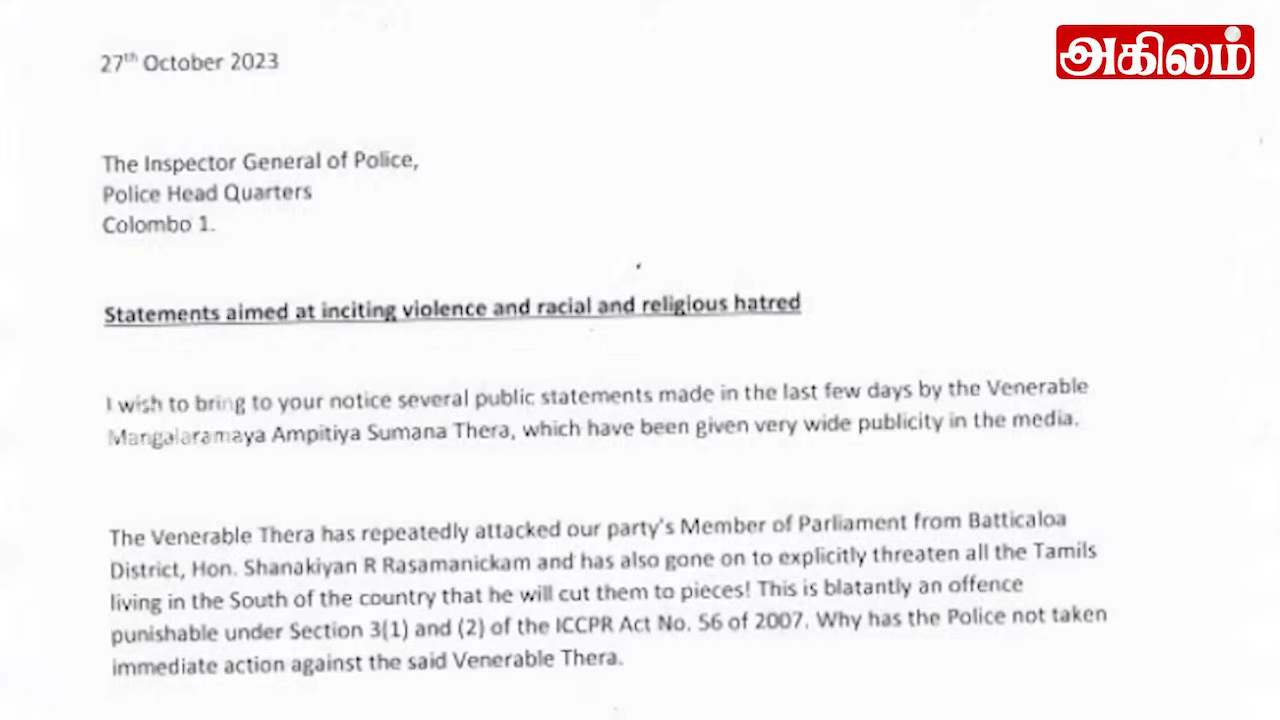 அகிலம்
27th October 2023
The Inspector General of Police,
Police Head Quarters
Colombo 1.
Statements aimed at inciting violence and racial and religious hatred
I wish to bring to your notice several public statements made in the last few days by the Venerable
Mangalaramaya Ampitiya Sumana Thera, which have been given very wide publicity in the media.
The Venerable Thera has repeatedly attacked our party's Member of Parliament from Batticaloa
District, Hon. Shanakiyan R Rasamanickam and has also gone on to explicitly threaten all the Tamils
living in the South of the country that he will cut them to pieces! This is blatantly an offence
punishable under Section 3(1) and (2) of the ICCPR Act No. 56 of 2007. Why has the Police not taken
immediate action against the said Venerable Thera.